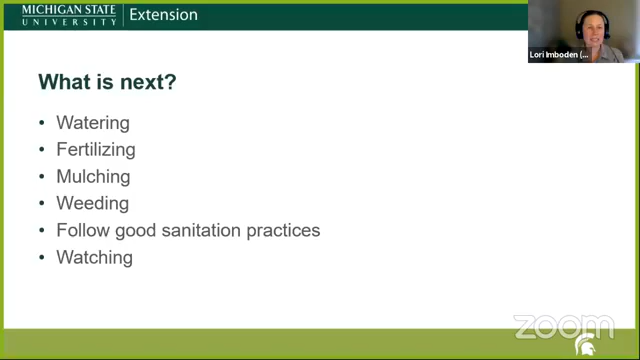 MICHIGAN STATE
UNIVERSITY
Extension
Lori Imboden (...
What is next?
• Watering
• Fertilizing
• Mulching
• Weeding
• Follow good sanitation practices
• Watching
zoom